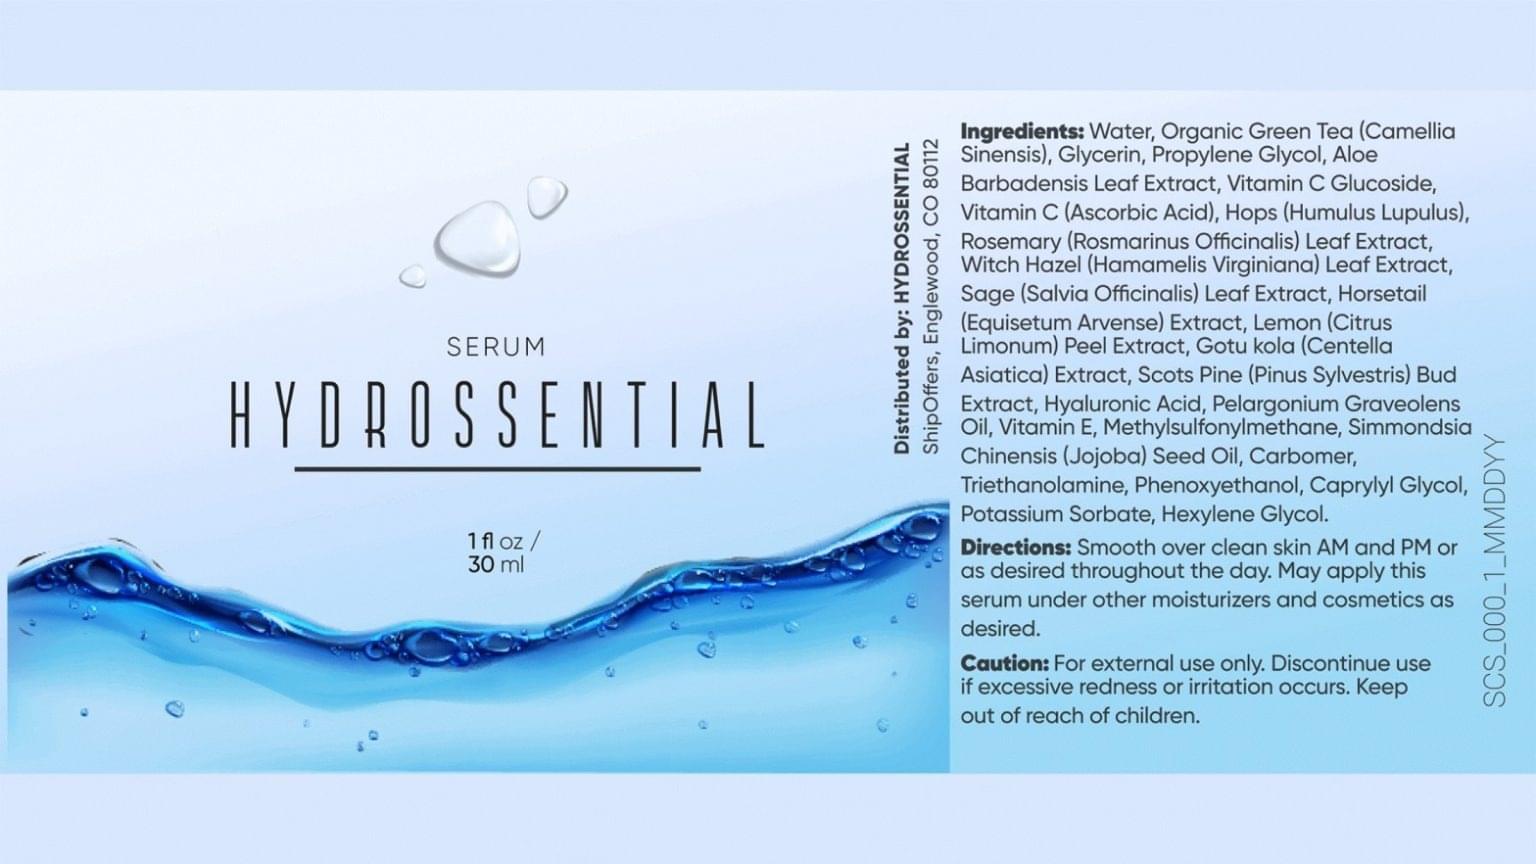 SERUM
HYDROSSENTIAL
1 fl oz /
30 ml
Distributed by: HYDROSSENTIAL
ShipOffers, Englewood, CO 80112
Ingredients: Water, Organic Green Tea (Camellia
Sinensis), Glycerin, Propylene Glycol, Aloe
Barbadensis Leaf Extract, Vitamin C Glucoside,
Vitamin C (Ascorbic Acid), Hops (Humulus Lupulus),
Rosemary (Rosmarinus Officinalis) Leaf Extract,
Witch Hazel (Hamamelis Virginiana) Leaf Extract,
Sage (Salvia Officinalis) Leaf Extract, Horsetail
(Equisetum Arvense) Extract, Lemon (Citrus
Limonum) Peel Extract, Gotu kola (Centella
Asiatica) Extract, Scots Pine (Pinus Sylvestris) Bud
Extract, Hyaluronic Acid, Pelargonium Graveolens
Oil, Vitamin E, Methylsulfonylmethane, Simmondsia
Chinensis (Jojoba) Seed Oil, Carbomer,
Triethanolamine, Phenoxyethanol, Caprylyl Glycol,
Potassium Sorbate, Hexylene Glycol.
Directions: Smooth over clean skin AM and PM or
as desired throughout the day. May apply this
serum under other moisturizers and cosmetics as
desired.
Caution: For external use only. Discontinue use
if excessive redness or irritation occurs. Keep
out of reach of children.
SCS_000_1_MMDDYY